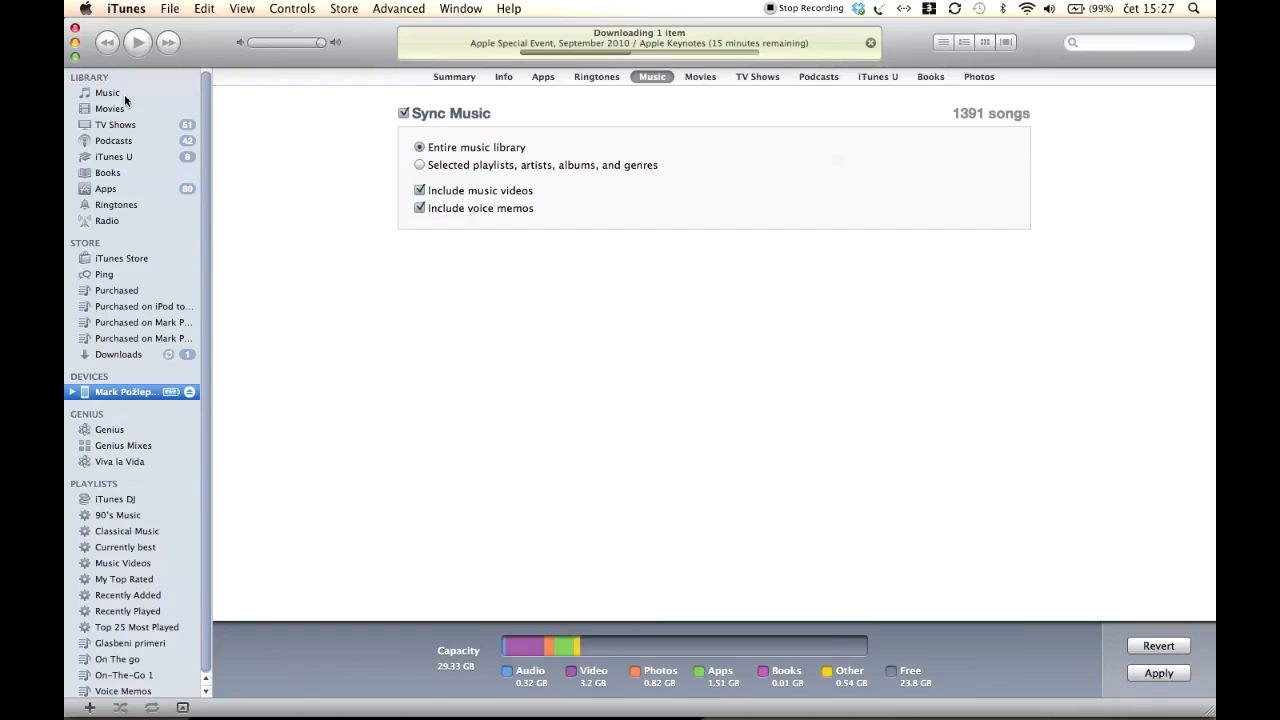 iTunes File Edit View Controls Store Advanced Window Help Stop Recording (99%) čet 15:27
Downloading 1 item
Apple Special Event, September 2010 / Apple Keynotes (15 minutes remaining)
LIBRARY
Music
Movies
TV Shows 51
Podcasts 42
iTunes U 8
Books
Apps 80
Ringtones
Radio
STORE
iTunes Store
Ping
Purchased
Purchased on iPod to...
Purchased on Mark P...
Purchased on Mark P...
Downloads 1
DEVICES
Mark Požlep...
GENIUS
Genius
Genius Mixes
Viva la Vida
PLAYLISTS
iTunes DJ
90's Music
Classical Music
Currently best
Music Videos
My Top Rated
Recently Added
Recently Played
Top 25 Most Played
Glasbeni primeri
On The go
On-The-Go 1
Voice Memos
Summary Info Apps Ringtones Music Movies TV Shows Podcasts iTunes U Books Photos
Sync Music 1391 songs
Entire music library
Selected playlists, artists, albums, and genres
Include music videos
Include voice memos
Capacity
29.33 GB
Audio Video Photos Apps Books Other Free
0.32 GB 3.2 GB 0.82 GB 1.51 GB 0.01 GB 0.54 GB 23.8 GB
Revert
Apply